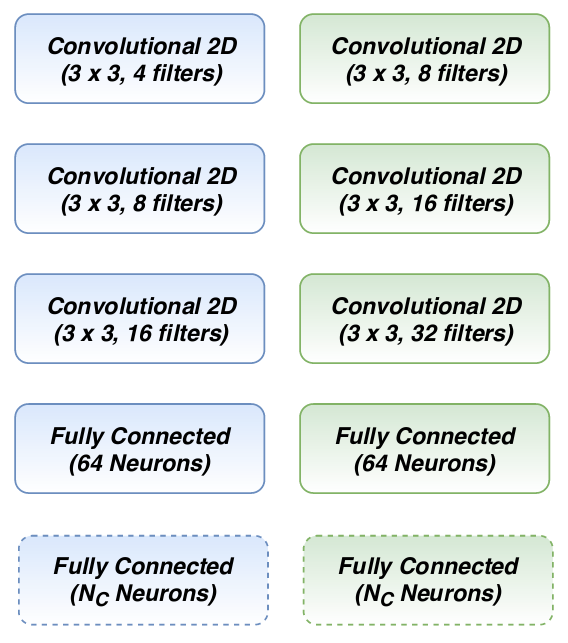 Convolutional 2D
(3 x 3, 4 filters)
Convolutional 2D
(3 x 3, 8 filters)
Convolutional 2D
(3 x 3, 8 filters)
Convolutional 2D
(3 x 3, 16 filters)
Convolutional 2D
(3 x 3, 16 filters)
Convolutional 2D
(3 x 3, 32 filters)
Fully Connected
(64 Neurons)
Fully Connected
(64 Neurons)
Fully Connected
(N_C Neurons)
Fully Connected
(N_C Neurons)